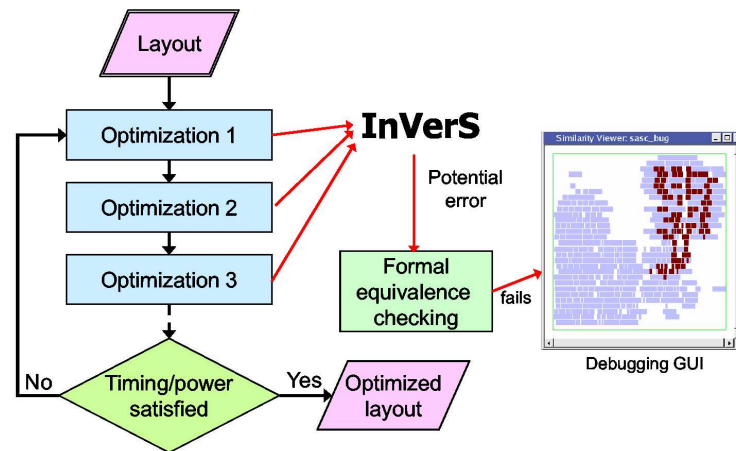 Layout
Optimization 1
InVerS
Similarity Viewer: sasc_bug
Potential
error
Optimization 2
Optimization 3
Formal
equivalence
checking
fails
Debugging GUI
No
Timing/power
satisfied
Yes
Optimized
layout